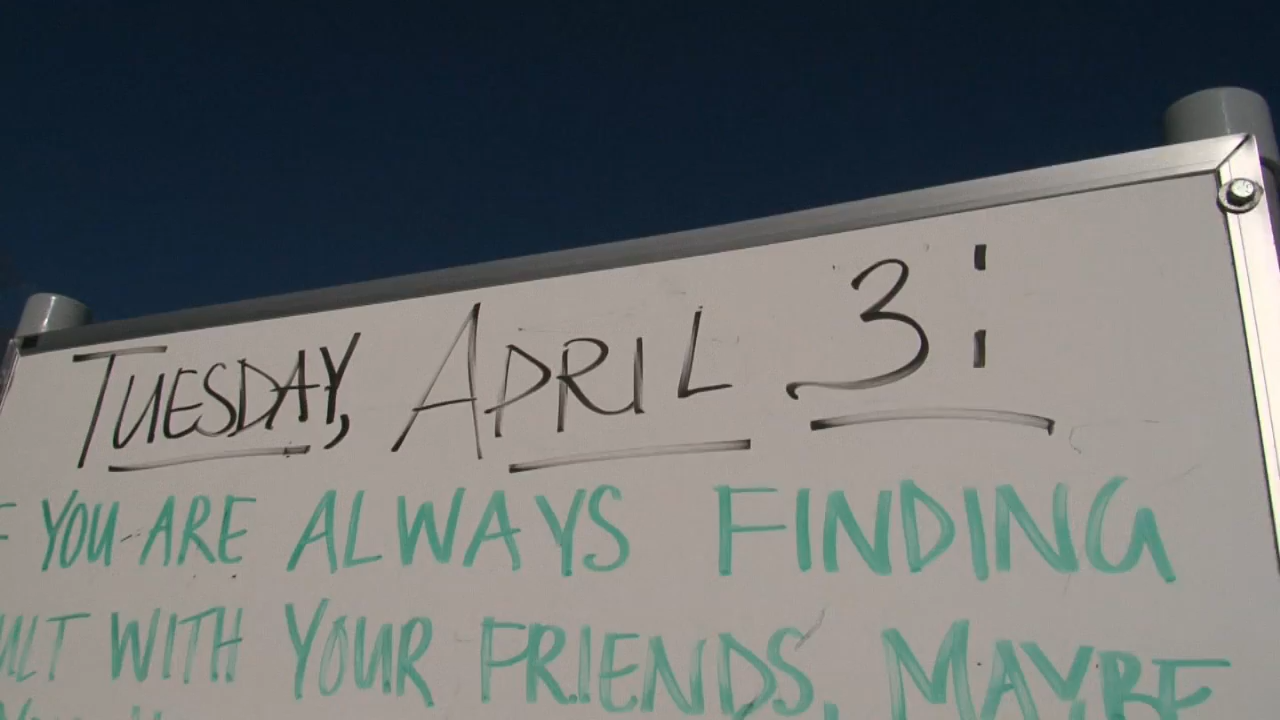 TUESDAY, APRIL 3:
YOU ARE ALWAYS FINDING
WITH YOUR FRIENDS, MAYBE